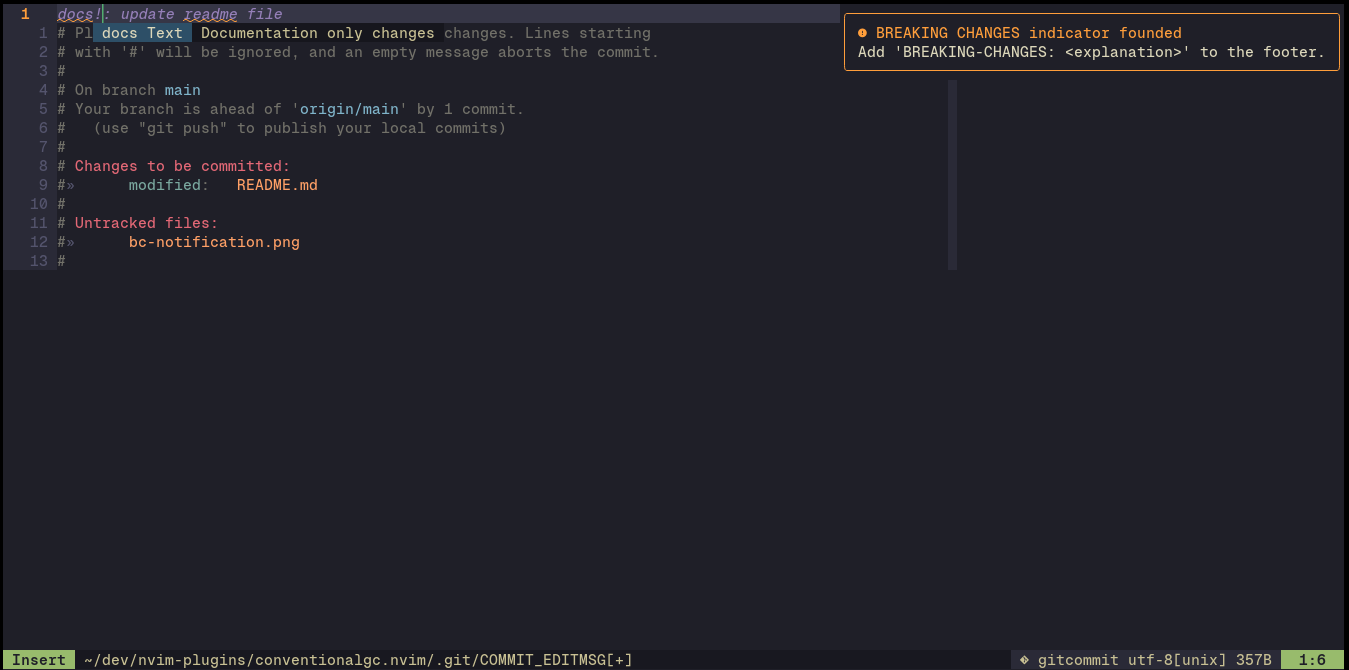 1 docs!: update readme file
1 # Pl docs Text Documentation only changes changes. Lines starting
2 # with '#' will be ignored, and an empty message aborts the commit.
3 #
4 # On branch main
5 # Your branch is ahead of 'origin/main' by 1 commit.
6 #   (use "git push" to publish your local commits)
7 #
8 # Changes to be committed:
9 #»      modified:   README.md
10 #
11 # Untracked files:
12 #»      bc-notification.png
13 #
BREAKING CHANGES indicator founded
Add 'BREAKING-CHANGES: <explanation>' to the footer.
Insert ~/dev/nvim-plugins/conventionalgc.nvim/.git/COMMIT_EDITMSG[+] gitcommit utf-8[unix] 357B 1:6